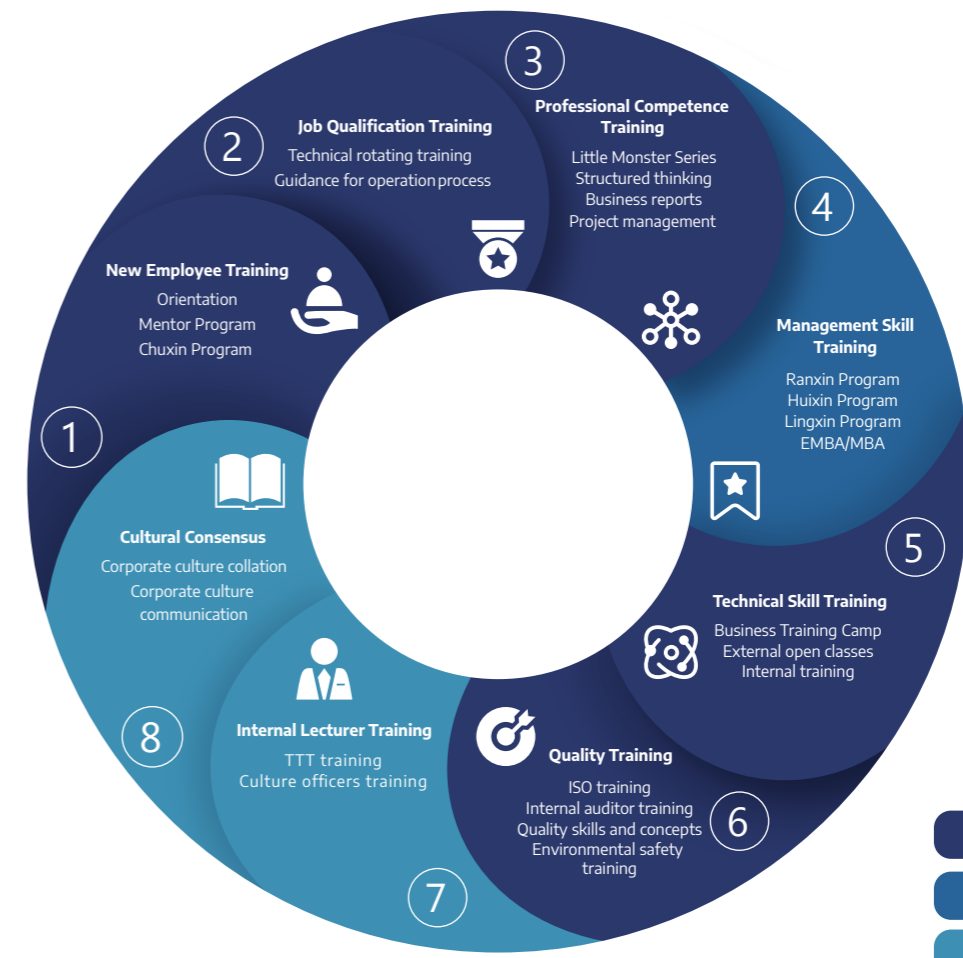 1
New Employee Training
Orientation
Mentor Program
Chuxin Program
2
Job Qualification Training
Technical rotating training
Guidance for operation process
3
Professional Competence
Training
Little Monster Series
Structured thinking
Business reports
Project management
4
Management Skill
Training
Ranxin Program
Huixin Program
Lingxin Program
EMBA/MBA
5
Technical Skill Training
Business Training Camp
External open classes
Internal training
6
Quality Training
ISO training
Internal auditor training
Quality skills and concepts
Environmental safety
training
7
Internal Lecturer Training
TTT training
Culture officers training
8
Cultural Consensus
Corporate culture collation
Corporate culture
communication